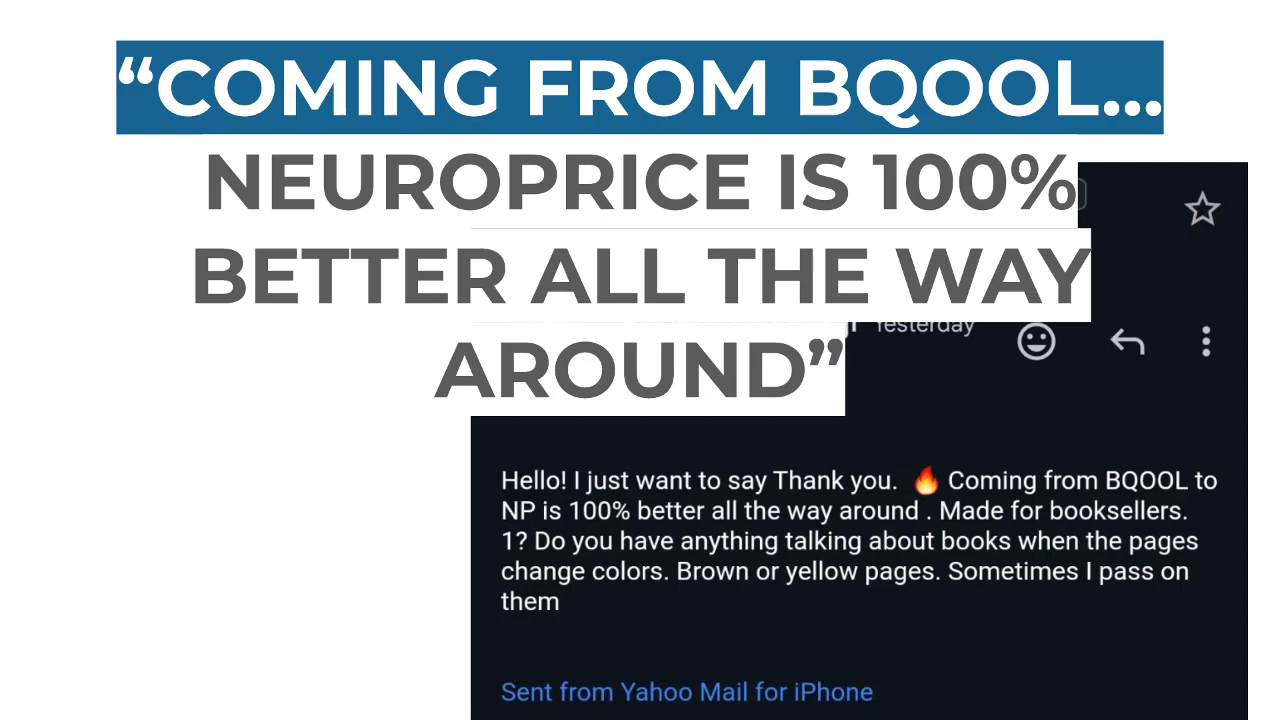 “COMING FROM BQOOL...
NEUROPRICE IS 100%
BETTER ALL THE WAY
AROUND”
Yesterday
Hello! I just want to say Thank you. 🔥 Coming from BQOOL to
NP is 100% better all the way around . Made for booksellers.
1? Do you have anything talking about books when the pages
change colors. Brown or yellow pages. Sometimes I pass on
them
Sent from Yahoo Mail for iPhone